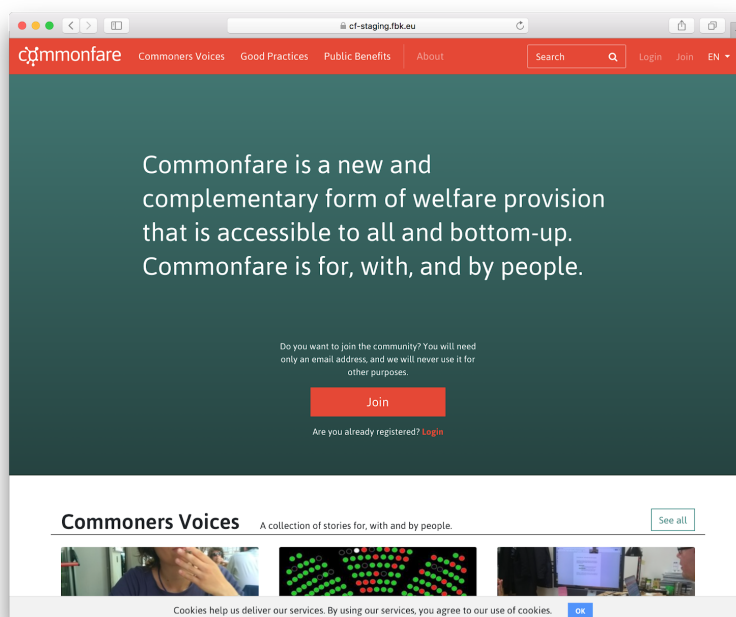 cf-staging.fbk.eu
commonfare Commoners Voices Good Practices Public Benefits About Search Login Join EN
Commonfare is a new and
complementary form of welfare provision
that is accessible to all and bottom-up.
Commonfare is for, with, and by people.
Do you want to join the community? You will need
only an email address, and we will never use it for
other purposes.
Join
Are you already registered? Login
Commoners Voices A collection of stories for, with and by people. See all
Cookies help us deliver our services. By using our services, you agree to our use of cookies. OK